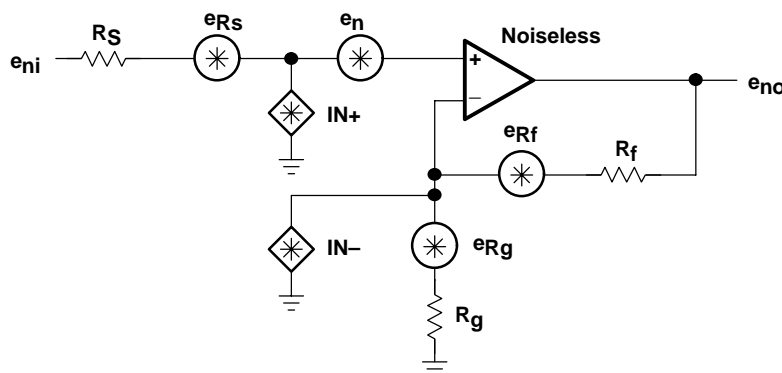 eRs
en
Noiseless
RS
eni
+
−
eno
IN+
eRf
Rf
IN−
eRg
Rg